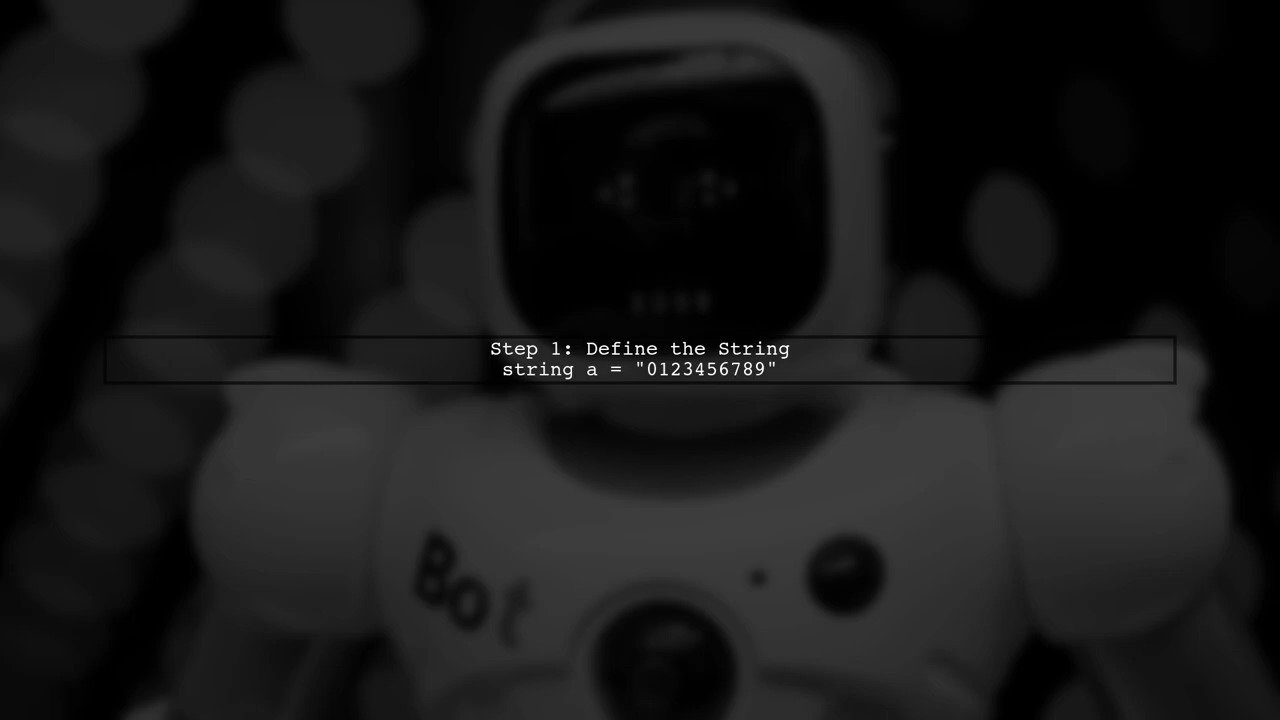 Step 1: Define the String
string a = "0123456789"
Bot